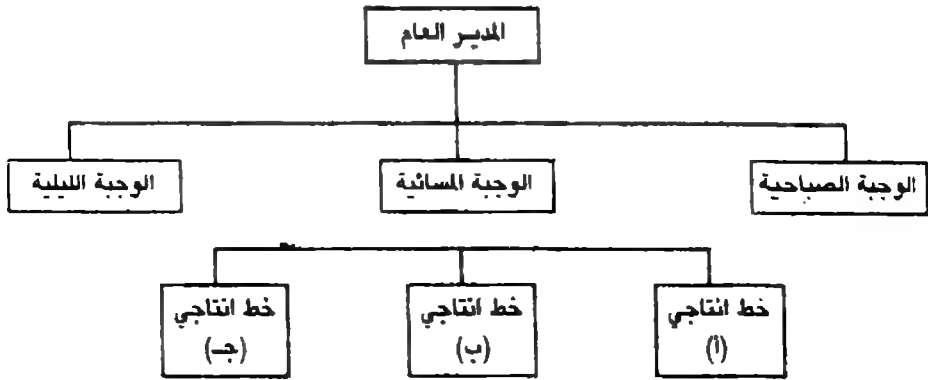 المدير العام
الوجبة الصباحية
الوجبة المسائية
الوجبة الليلية
خط انتاجي
(أ)
خط انتاجي
(ب)
خط انتاجي
(جـ)